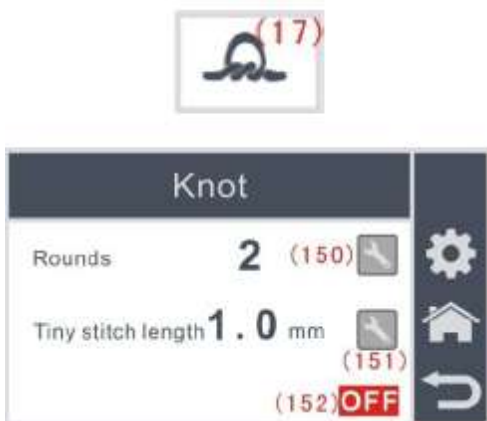 (17)
Knot
Rounds 2 (150)
Tiny stitch length 1.0 mm
(151)
(152) OFF